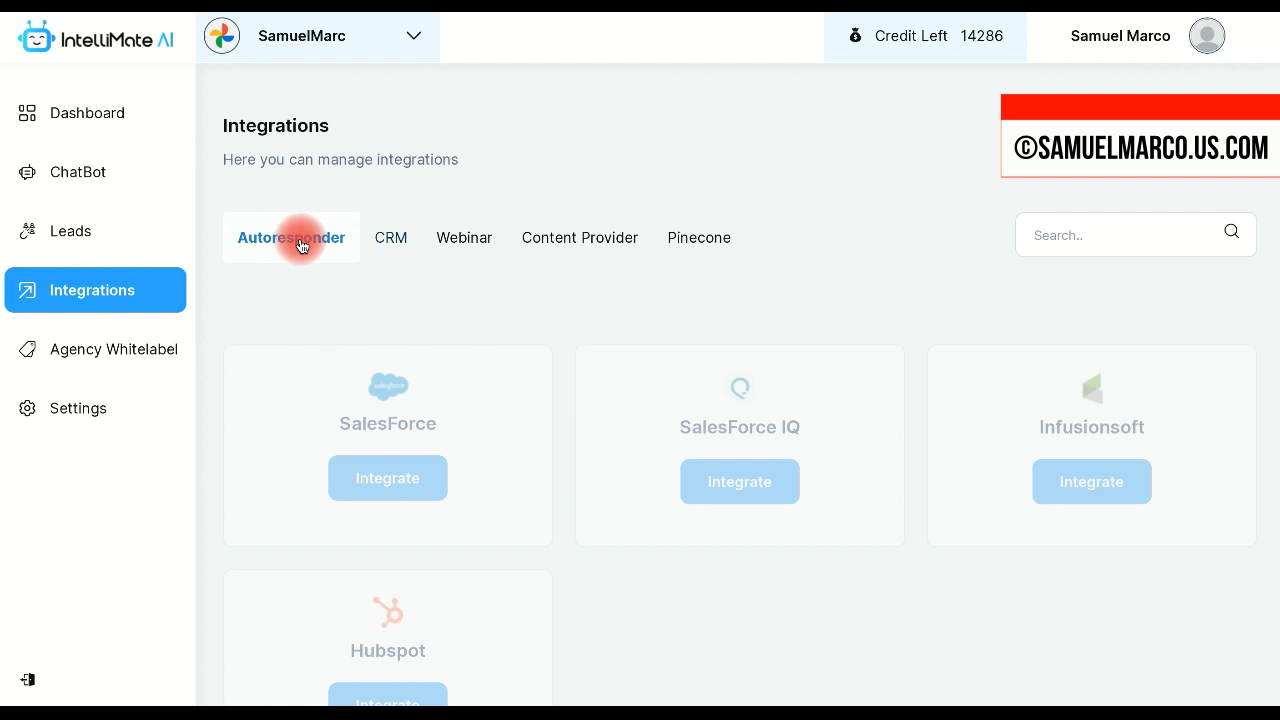 IntelliMate AI
SamuelMarc
Credit Left 14286
Samuel Marco
Dashboard
ChatBot
Leads
Integrations
Agency Whitelabel
Settings
Integrations
Here you can manage integrations
©SAMUELMARCO.US.COM
Autoresponder
CRM
Webinar
Content Provider
Pinecone
Search..
salesforce
SalesForce
Integrate
SalesForce IQ
Integrate
Infusionsoft
Integrate
Hubspot
Integrate